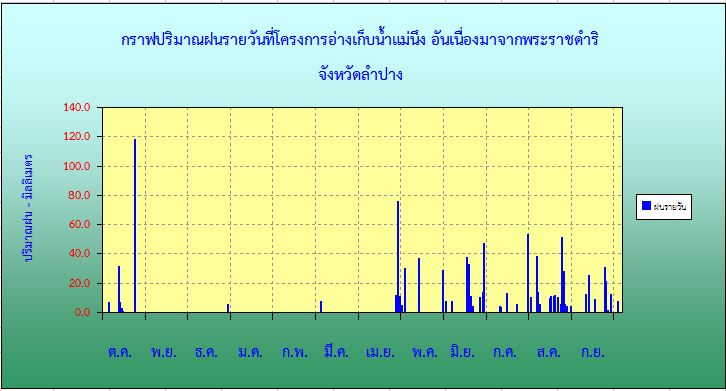 กราฟปริมาณฝนรายวันที่โครงการอ่างเก็บน้ำแม่นึง อันเนื่องมาจากพระราชดำริ
จังหวัดลำปาง
ปริมาณฝน - มิลลิเมตร
140.0
120.0
100.0
80.0
60.0
40.0
20.0
0.0
ต.ค. พ.ย. ธ.ค. ม.ค. ก.พ. มี.ค. เม.ย. พ.ค. มิ.ย. ก.ค. ส.ค. ก.ย.
ฝนรายวัน